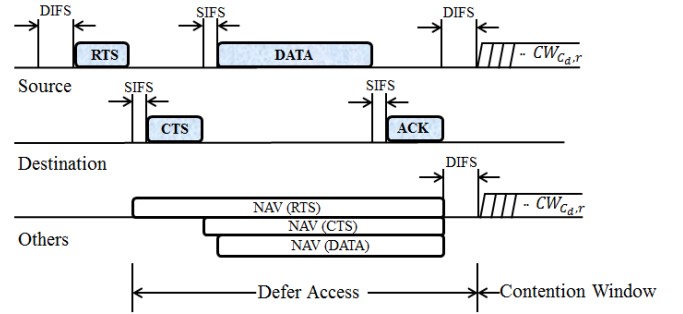 DIFS SIFS DIFS
RTS DATA ·· CW_{C_d,r}
Source
SIFS SIFS
CTS ACK
Destination
DIFS
NAV (RTS) ·· CW_{C_d,r}
NAV (CTS)
Others
NAV (DATA)
Defer Access Contention Window